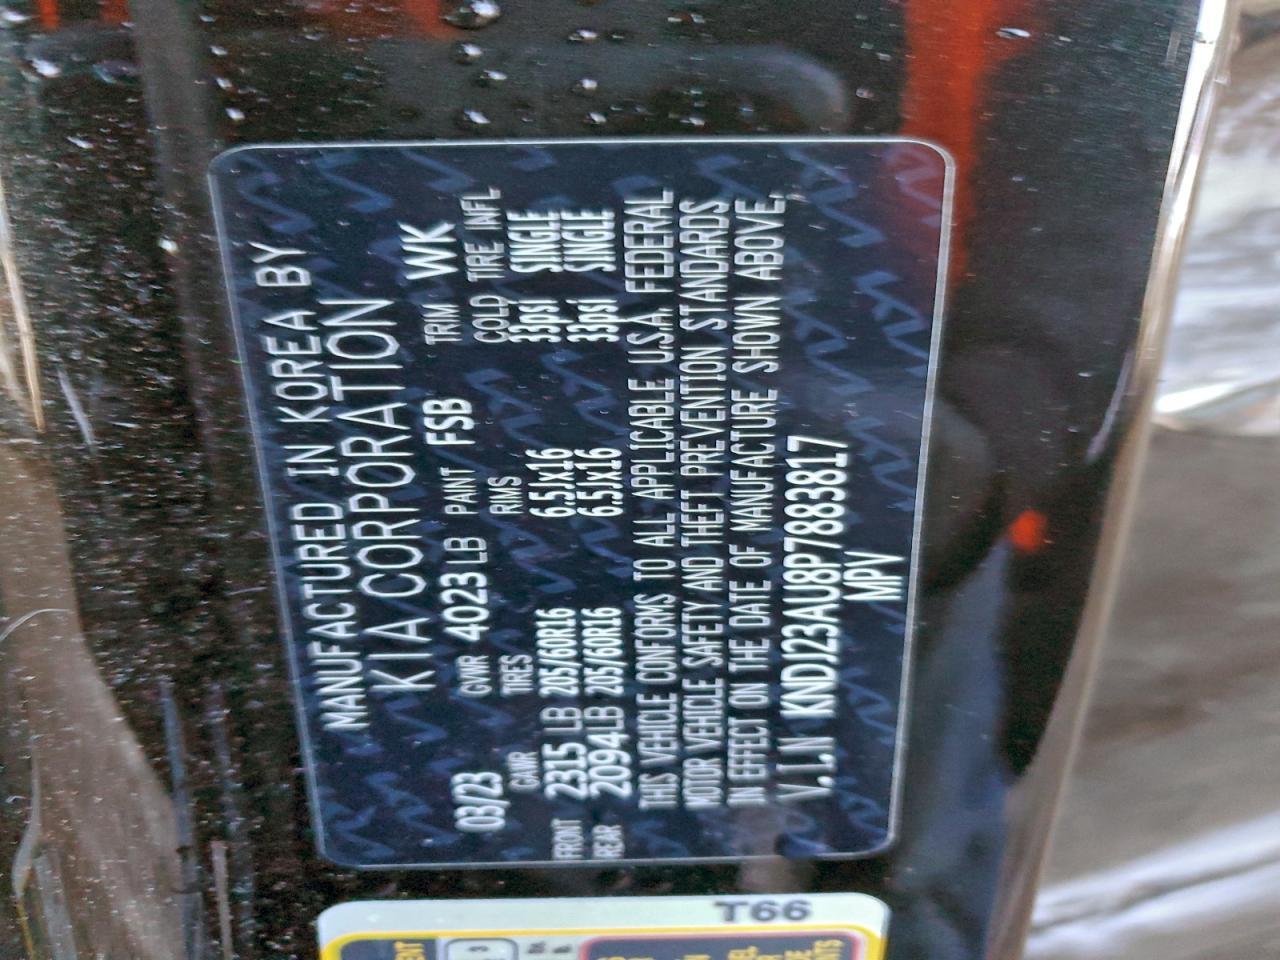 MANUFACTURED IN KOREA BY
KIA CORPORATION
03/23 GVWR 4023 LB PAINT FSB TRIM WK
GAWR TIRES RIMS COLD TIRE INFL
FRONT 2315 LB 205/60R16 6.5Jx16 33psi SINGLE
REAR 2094LB 205/60R16 6.5Jx16 33psi SINGLE
THIS VEHICLE CONFORMS TO ALL APPLICABLE U.S.A. FEDERAL
MOTOR VEHICLE SAFETY AND THEFT PREVENTION STANDARDS
IN EFFECT ON THE DATE OF MANUFACTURE SHOWN ABOVE.
V.I.N KNDJ23AU8P7883817
MPV
T66